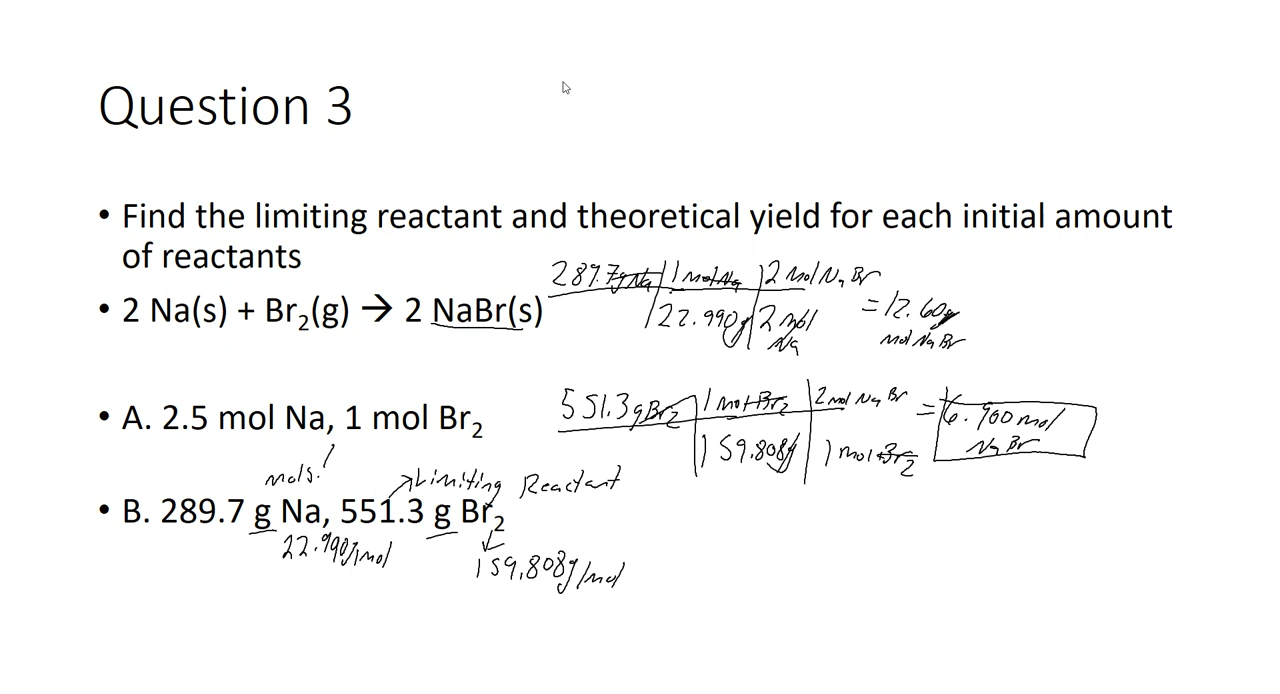 Question 3
• Find the limiting reactant and theoretical yield for each initial amount
of reactants
289.7 g Na | 1 mol Na | 2 mol NaBr
22.990g | 2 mol Na
= 12.60
mol NaBr
• 2 Na(s) + Br₂(g) → 2 NaBr(s)
551.3 g Br₂ | 1 mol Br₂ | 2 mol NaBr
159.808g | 1 mol Br₂
= 6.900 mol
NaBr
• A. 2.5 mol Na, 1 mol Br₂
mols!
Limiting Reactant
• B. 289.7 g Na, 551.3 g Br₂
22.990g/mol
159.808g/mol